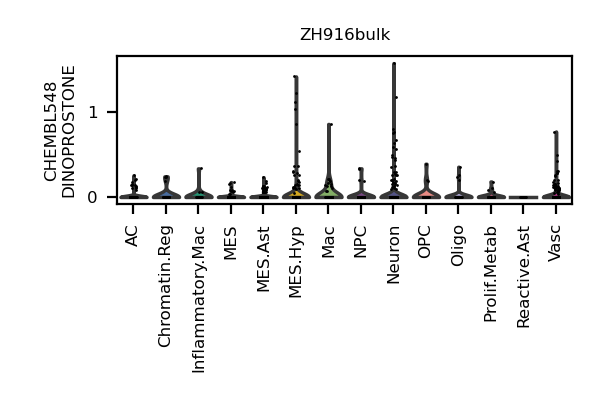 ZH916bulk
CHEMBL548
DINOPROSTONE
1
0
AC
Chromatin.Reg
Inflammatory.Mac
MES
MES.Ast
MES.Hyp
Mac
NPC
Neuron
OPC
Oligo
Prolif.Metab
Reactive.Ast
Vasc